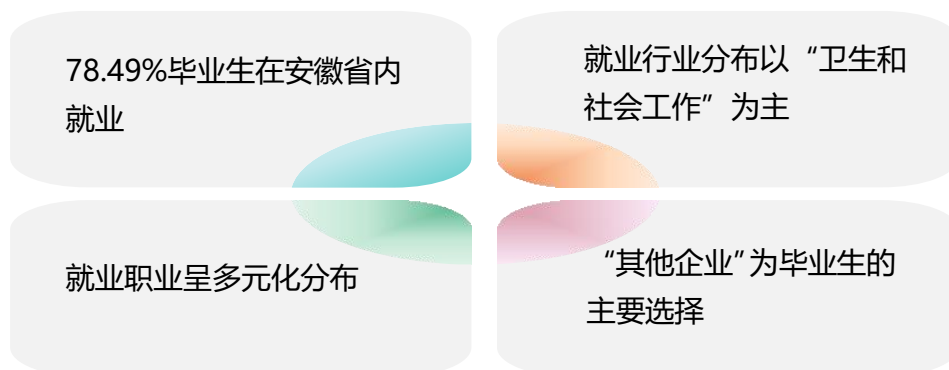 78.49%毕业生在安徽省内
就业
就业行业分布以“卫生和
社会工作”为主
就业职业呈多元化分布
“其他企业”为毕业生的
主要选择